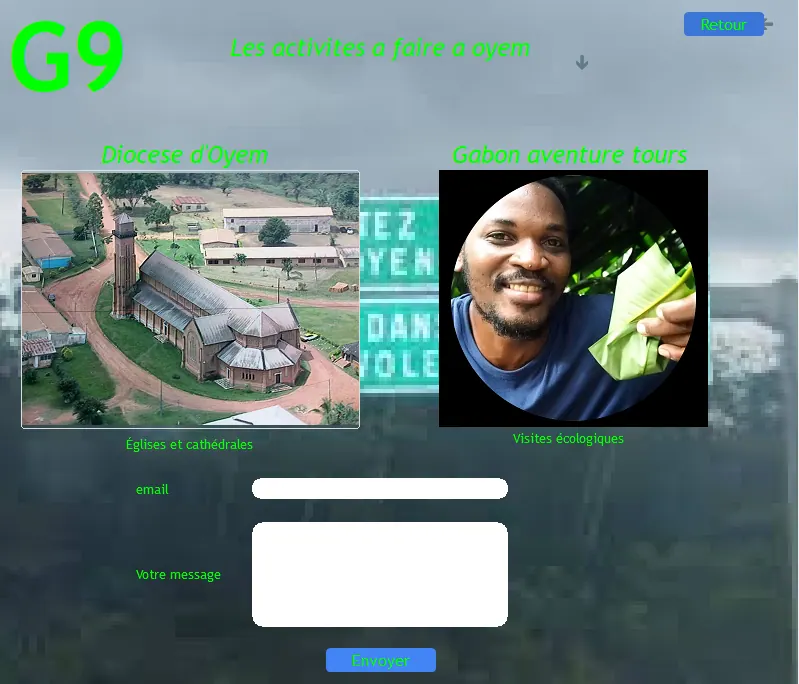 G9
Les activites a faire a oyem
Retour
Diocese d'Oyem
Gabon aventure tours
DANS
Églises et cathédrales
Visites écologiques
email
Votre message
Envoyer